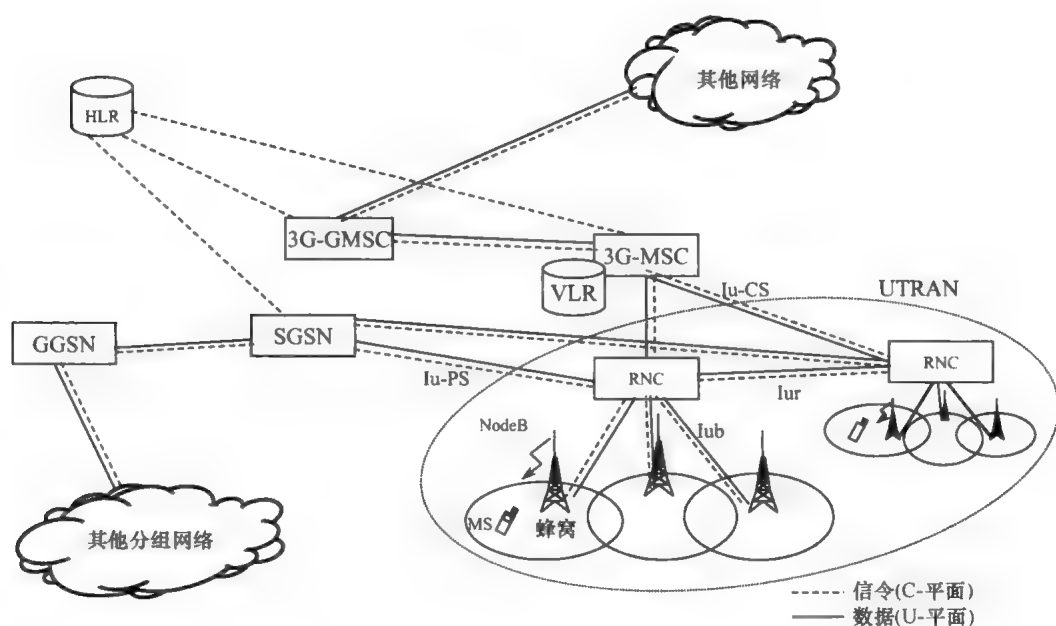 其他网络
HLR
3G-GMSC
3G-MSC
VLR
Iu-CS
UTRAN
GGSN
SGSN
Iu-PS
RNC
RNC
Iur
NodeB
Iub
MS
蜂窝
其他分组网络
信令(C-平面)
数据(U-平面)